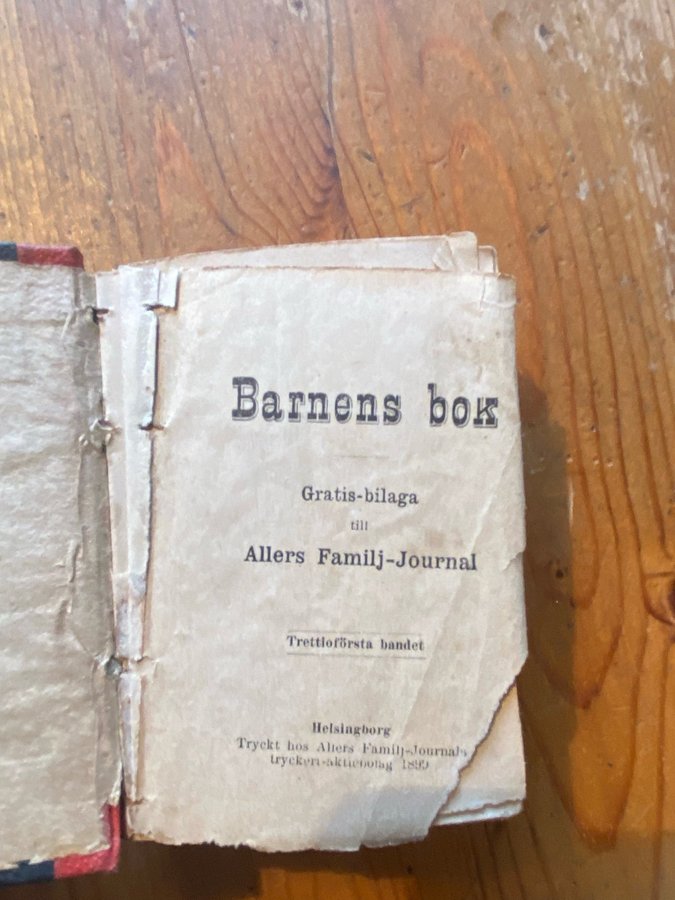 Barnens bok
Gratis-bilaga
till
Allers Familj-Journal
Trettioförsta bandet
Helsingborg
Tryckt hos Allers Familj-Journals
tryckeri-aktiebolag 1899